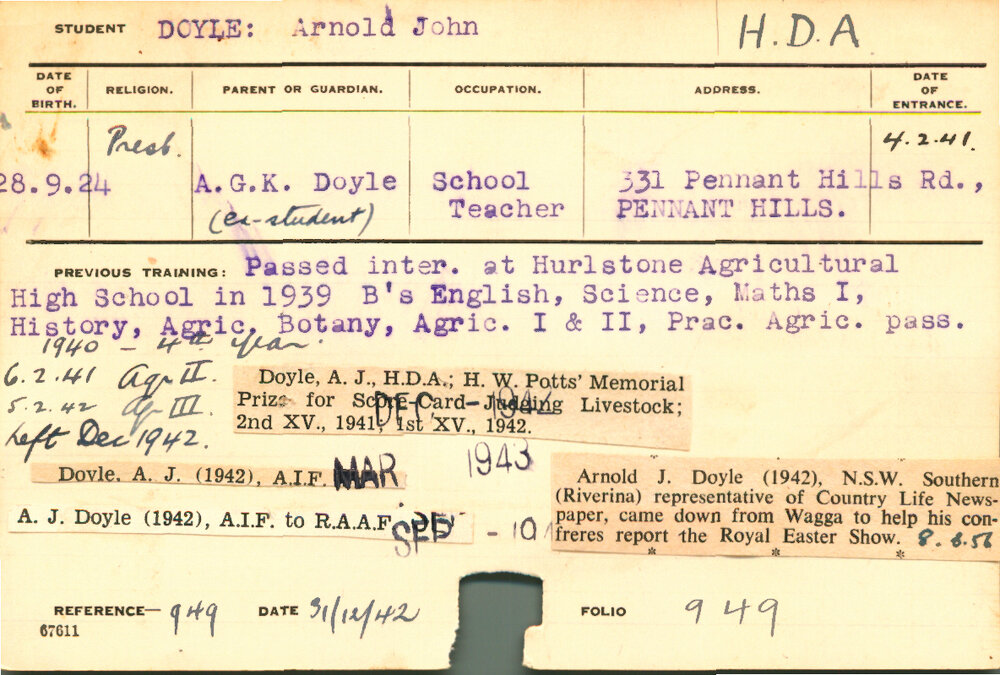 STUDENT DOYLE: Arnold John H.D.A
DATE OF BIRTH. RELIGION. PARENT OR GUARDIAN. OCCUPATION. ADDRESS. DATE OF ENTRANCE.
Presb. 4.2.41.
28.9.24 A.G.K. Doyle School 331 Pennant Hills Rd.,
(ex-student) Teacher PENNANT HILLS.
PREVIOUS TRAINING: Passed inter. at Hurlstone Agricultural
High School in 1939 B's English, Science, Maths I,
History, Agric. Botany, Agric. I & II, Prac. Agric. pass.
1940 - 4th year.
6.2.41 Agr II.
5.2.42 Ag III.
Left Dec 1942.
Doyle, A. J., H.D.A.; H. W. Potts' Memorial
Prize for Score-Card Judging Livestock;
2nd XV., 1941, 1st XV., 1942.
DEC 1942
Doyle, A. J. (1942), A.I.F. MAR 1943
A. J. Doyle (1942), A.I.F. to R.A.A.F. SEP
Arnold J. Doyle (1942), N.S.W. Southern
(Riverina) representative of Country Life News-
paper, came down from Wagga to help his con-
freres report the Royal Easter Show. 8.6.56
* * *
REFERENCE— 949 DATE 31/12/42 FOLIO 949
67611